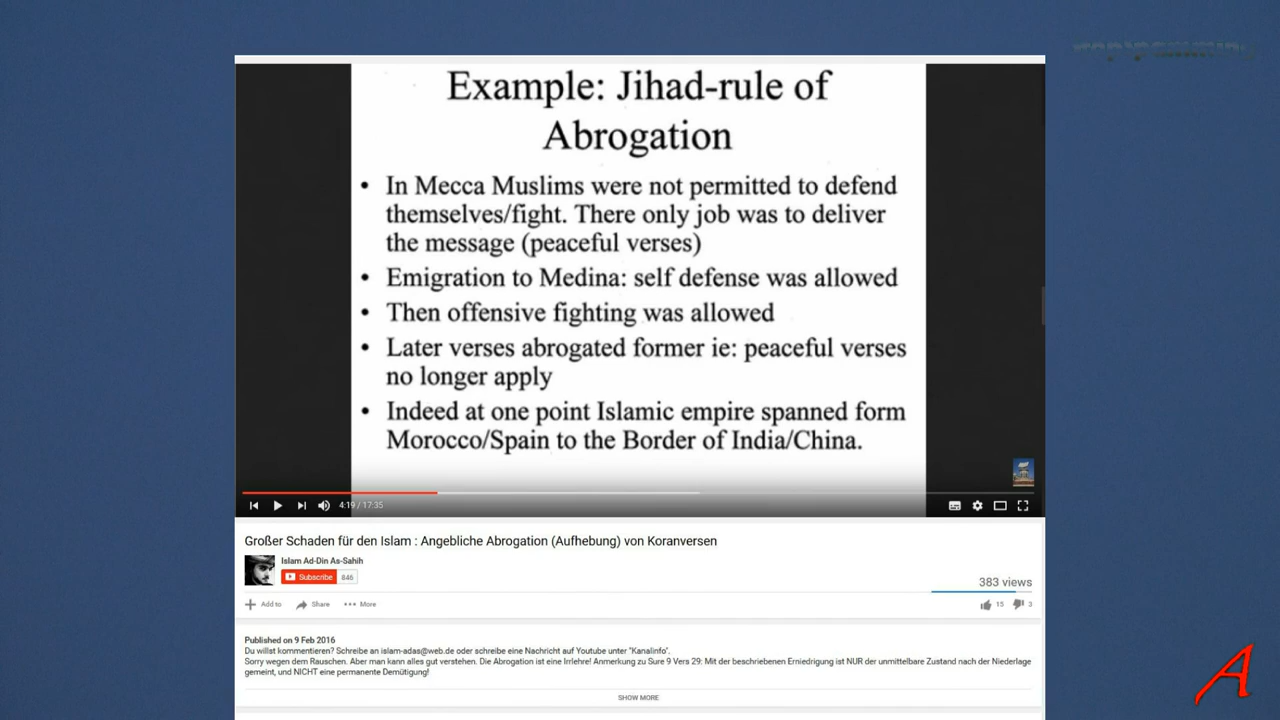 Example: Jihad-rule of
Abrogation
• In Mecca Muslims were not permitted to defend
themselves/fight. There only job was to deliver
the message (peaceful verses)
• Emigration to Medina: self defense was allowed
• Then offensive fighting was allowed
• Later verses abrogated former ie: peaceful verses
no longer apply
• Indeed at one point Islamic empire spanned form
Morocco/Spain to the Border of India/China.
4:19 / 17:35
Großer Schaden für den Islam : Angebliche Abrogation (Aufhebung) von Koranversen
Islam Ad-Din As-Sahih
Subscribe 846
383 views
Add to Share More 15 3
Published on 9 Feb 2016
Du willst kommentieren? Schreibe an islam-adas@web.de oder schreibe eine Nachricht auf Youtube unter "Kanalinfo".
Sorry wegen dem Rauschen. Aber man kann alles gut verstehen. Die Abrogation ist eine Irrlehre! Anmerkung zu Sure 9 Vers 29: Mit der beschriebenen Erniedrigung ist NUR der unmittelbare Zustand nach der Niederlage
gemeint, und NICHT eine permanente Demütigung!
SHOW MORE
A